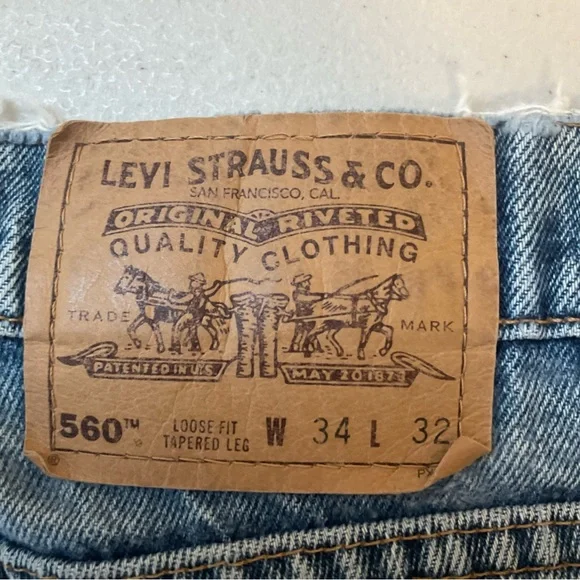 LEVI STRAUSS & CO.
SAN FRANCISCO, CAL.
ORIGINAL RIVETED
QUALITY CLOTHING
TRADE MARK
PATENTED IN U.S. MAY 20 1873
560™ LOOSE FIT TAPERED LEG W 34 L 32
®